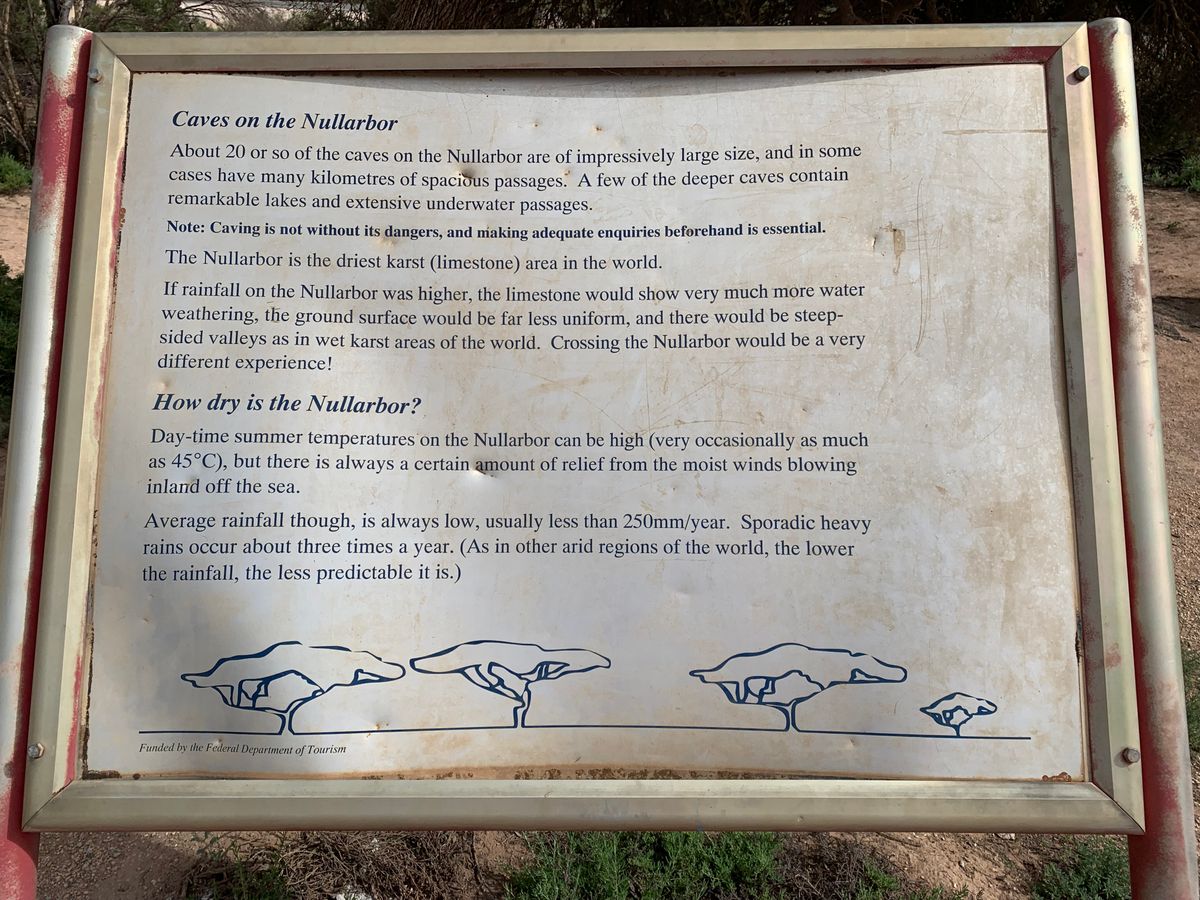 Caves on the Nullarbor
About 20 or so of the caves on the Nullarbor are of impressively large size, and in some
cases have many kilometres of spacious passages.  A few of the deeper caves contain
remarkable lakes and extensive underwater passages.
Note: Caving is not without its dangers, and making adequate enquiries beforehand is essential.
The Nullarbor is the driest karst (limestone) area in the world.
If rainfall on the Nullarbor was higher, the limestone would show very much more water
weathering, the ground surface would be far less uniform, and there would be steep-
sided valleys as in wet karst areas of the world.  Crossing the Nullarbor would be a very
different experience!
How dry is the Nullarbor?
Day-time summer temperatures on the Nullarbor can be high (very occasionally as much
as 45°C), but there is always a certain amount of relief from the moist winds blowing
inland off the sea.
Average rainfall though, is always low, usually less than 250mm/year.  Sporadic heavy
rains occur about three times a year. (As in other arid regions of the world, the lower
the rainfall, the less predictable it is.)
Funded by the Federal Department of Tourism